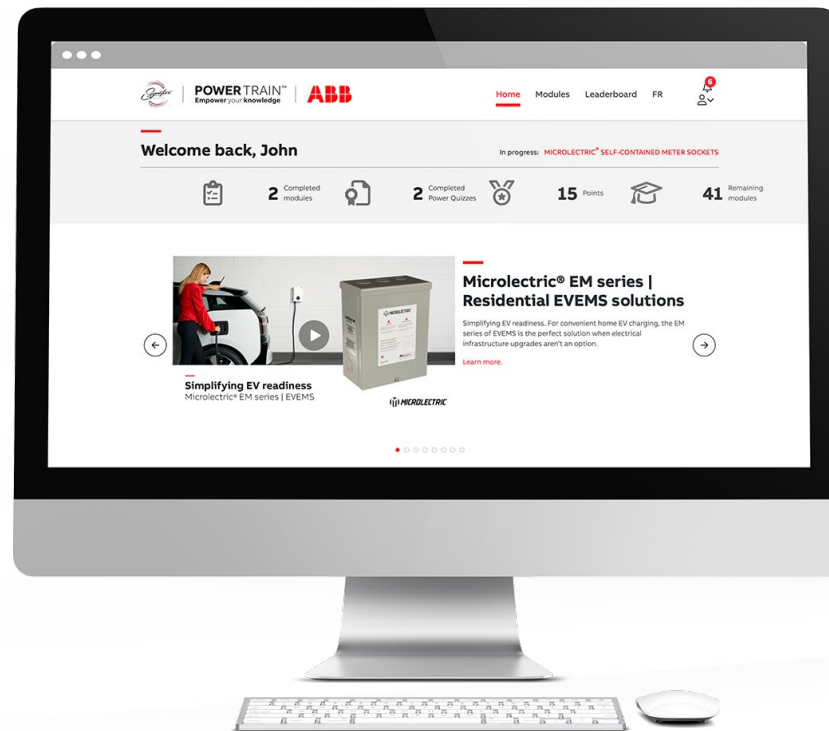 Signature
POWERTRAIN™
Empower your knowledge
ABB
Home Modules Leaderboard FR
6
Welcome back, John
In progress: MICROLECTRIC® SELF-CONTAINED METER SOCKETS
2 Completed modules
2 Completed Power Quizzes
15 Points
41 Remaining modules
Microlectric® EM series |
Residential EVEMS solutions
Simplifying EV readiness. For convenient home EV charging, the EM
series of EVEMS is the perfect solution when electrical
infrastructure upgrades aren't an option.
Learn more.
MICROLECTRIC
Simplifying EV readiness
Microlectric® EM series | EVEMS
MICROLECTRIC